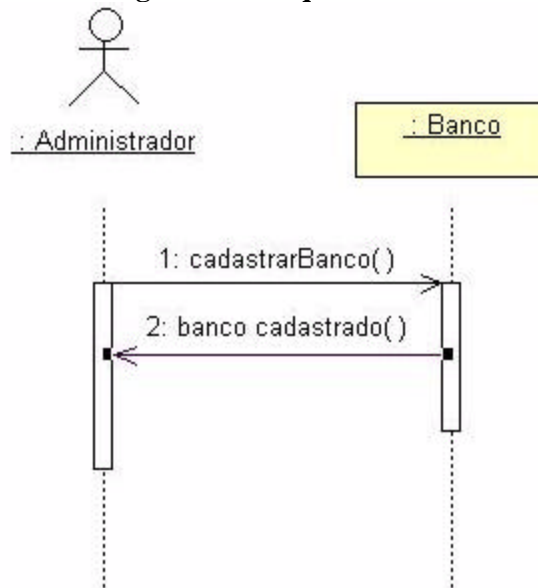 : Administrador
: Banco
1: cadastrarBanco( )
2: banco cadastrado( )